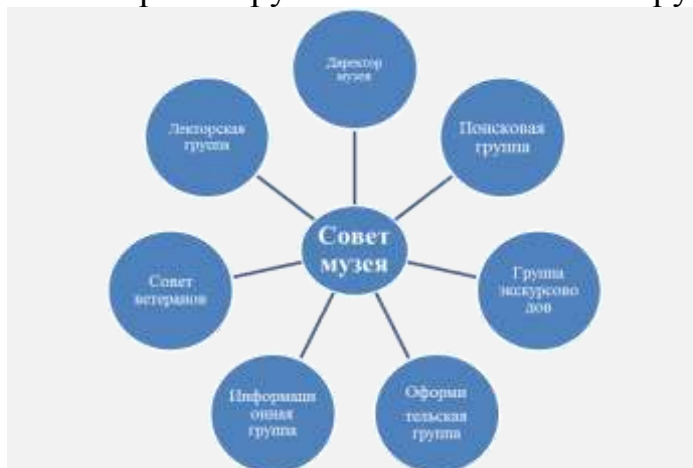 Директор
музея
Поисковая
группа
Группа
экскурсово
дов
Оформи
тельская
группа
Информаци
онная
группа
Совет
ветеранов
Лекторская
группа
Совет
музея